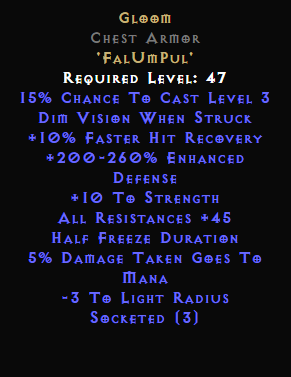 Gloom
Chest Armor
'FalUmPul'
Required Level: 47
15% Chance To Cast Level 3
Dim Vision When Struck
+10% Faster Hit Recovery
+200-260% Enhanced
Defense
+10 To Strength
All Resistances +45
Half Freeze Duration
5% Damage Taken Goes To
Mana
-3 To Light Radius
Socketed (3)